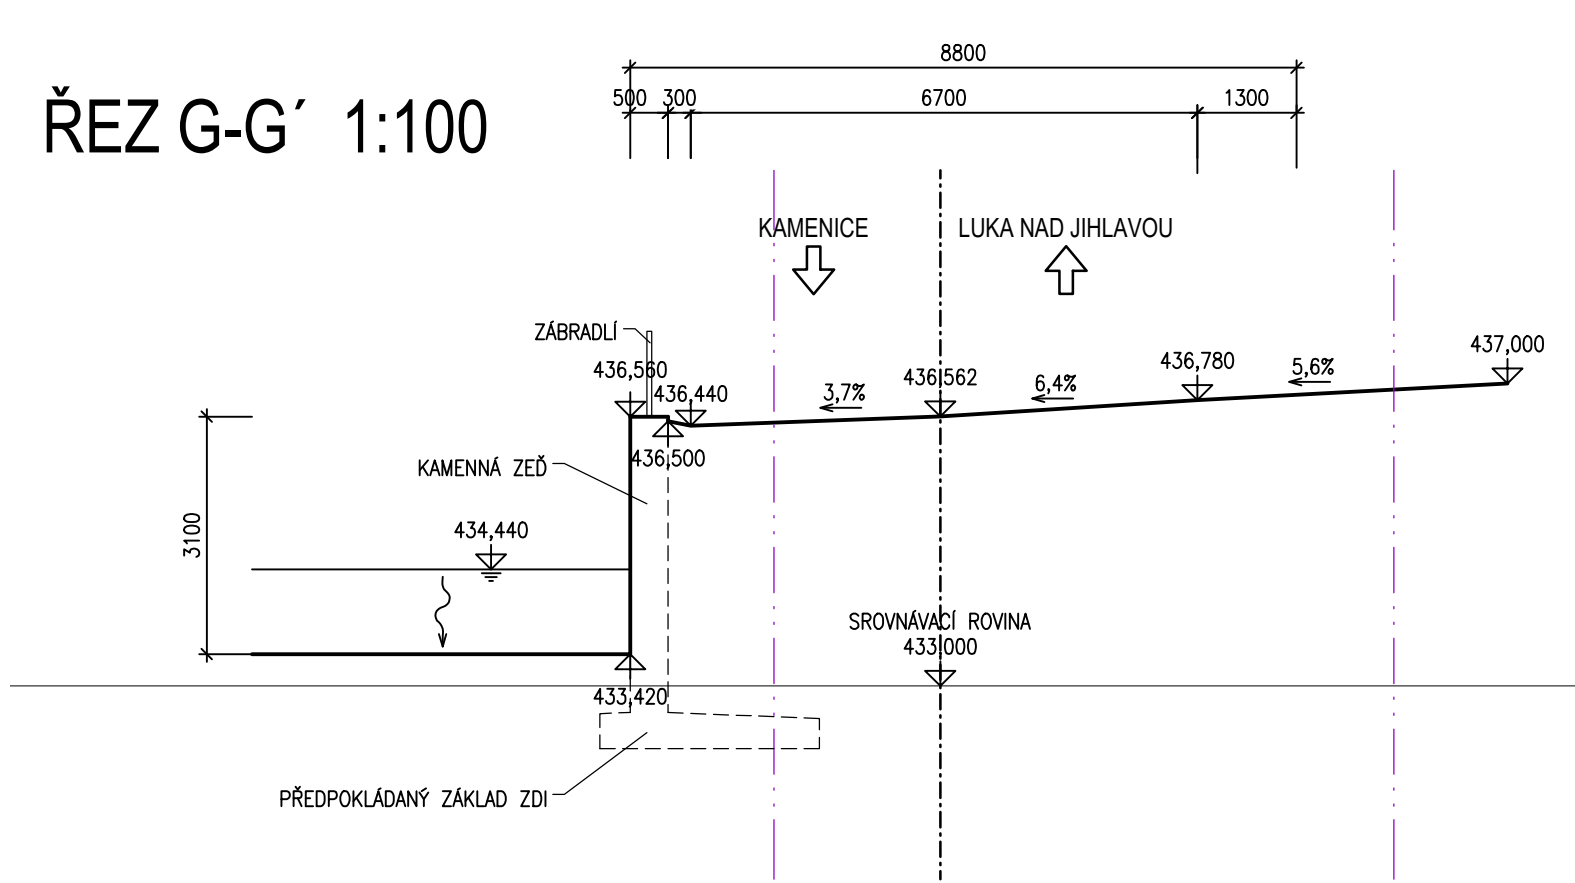 8800
500 300 6700 1300
ŘEZ G-G´ 1:100
KAMENICE LUKA NAD JIHLAVOU
ZÁBRADLÍ
436,560
436,440
3,7%
436,562
6,4%
436,780
5,6%
437,000
436,500
KAMENNÁ ZEĎ
434,440
3100
SROVNÁVACÍ ROVINA
433,000
433,420
PŘEDPOKLÁDANÝ ZÁKLAD ZDI